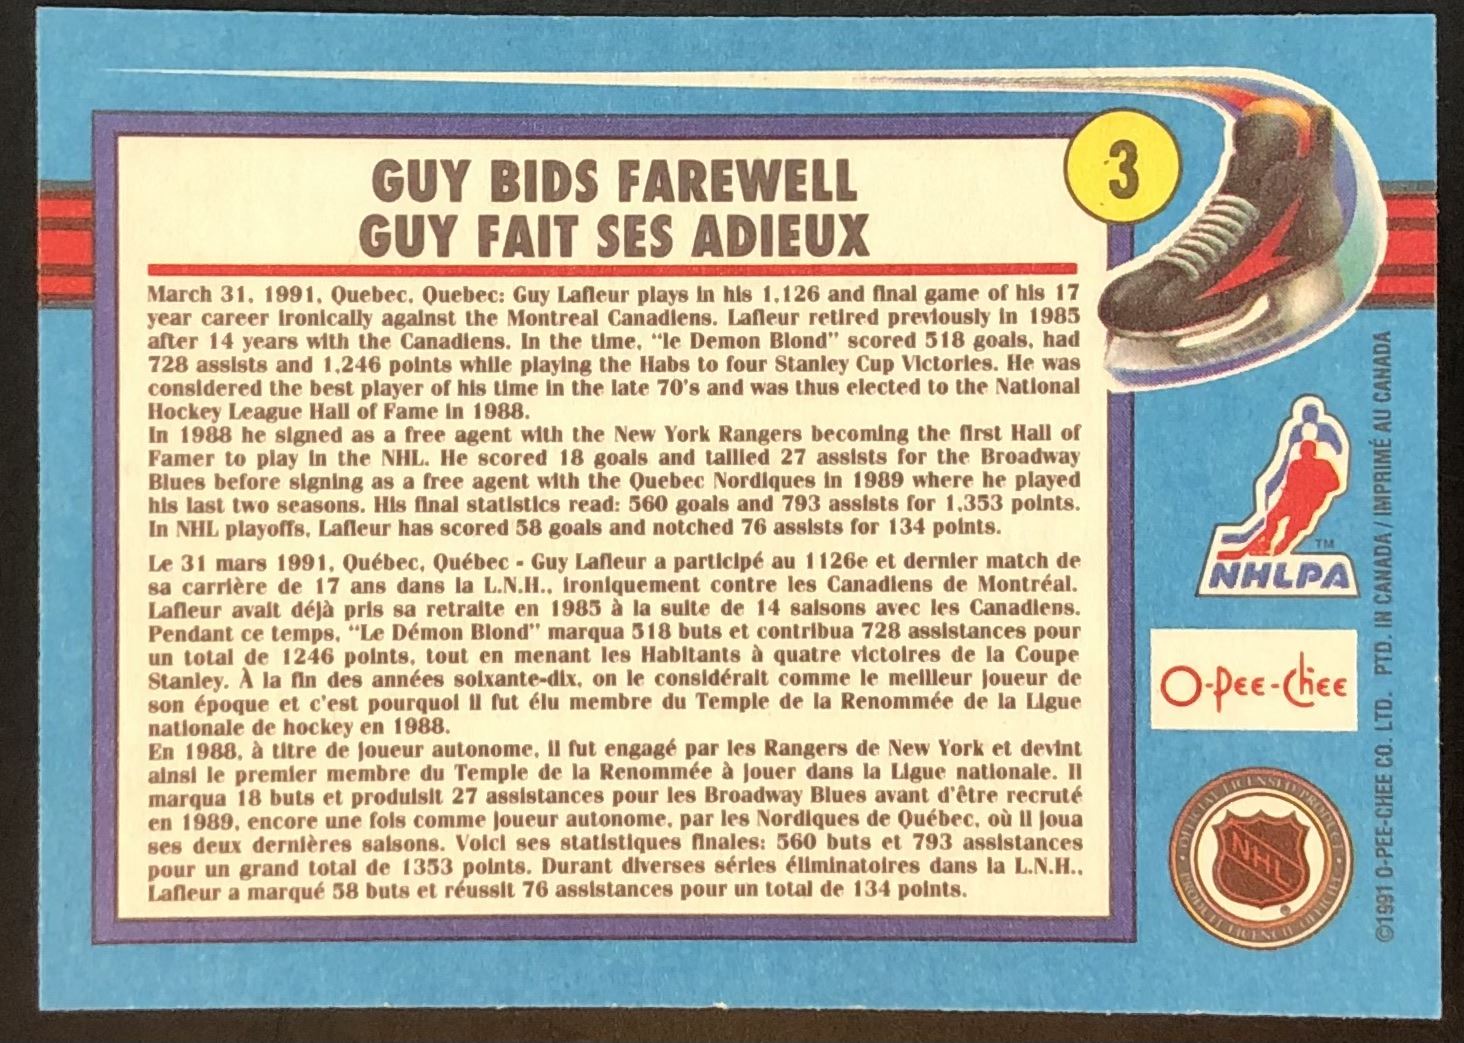 3
GUY BIDS FAREWELL
GUY FAIT SES ADIEUX
March 31, 1991, Quebec, Quebec: Guy Lafleur plays in his 1,126 and final game of his 17
year career ironically against the Montreal Canadiens. Lafleur retired previously in 1985
after 14 years with the Canadiens. In the time, "le Demon Blond" scored 518 goals, had
728 assists and 1,246 points while playing the Habs to four Stanley Cup Victories. He was
considered the best player of his time in the late 70's and was thus elected to the National
Hockey League Hall of Fame in 1988.
In 1988 he signed as a free agent with the New York Rangers becoming the first Hall of
Famer to play in the NHL. He scored 18 goals and tallied 27 assists for the Broadway
Blues before signing as a free agent with the Quebec Nordiques in 1989 where he played
his last two seasons. His final statistics read: 560 goals and 793 assists for 1,353 points.
In NHL playoffs, Lafleur has scored 58 goals and notched 76 assists for 134 points.
Le 31 mars 1991, Québec, Québec - Guy Lafleur a participé au 1126e et dernier match de
sa carrière de 17 ans dans la L.N.H., ironiquement contre les Canadiens de Montréal.
Lafleur avait déjà pris sa retraite en 1985 à la suite de 14 saisons avec les Canadiens.
Pendant ce temps, "Le Démon Blond" marqua 518 buts et contribua 728 assistances pour
un total de 1246 points, tout en menant les Habitants à quatre victoires de la Coupe
Stanley. À la fin des années soixante-dix, on le considérait comme le meilleur joueur de
son époque et c'est pourquoi il fut élu membre du Temple de la Renommée de la Ligue
nationale de hockey en 1988.
En 1988, à titre de joueur autonome, il fut engagé par les Rangers de New York et devint
ainsi le premier membre du Temple de la Renommée à jouer dans la Ligue nationale. Il
marqua 18 buts et produisit 27 assistances pour les Broadway Blues avant d'être recruté
en 1989, encore une fois comme joueur autonome, par les Nordiques de Québec, où il joua
ses deux dernières saisons. Voici ses statistiques finales: 560 buts et 793 assistances
pour un grand total de 1353 points. Durant diverses séries éliminatoires dans la L.N.H.,
Lafleur a marqué 58 buts et réussit 76 assistances pour un total de 134 points.
TM
NHLPA
O-Pee-Chee
OFFICIAL LICENSED PRODUCT
NHL
®
PRODUIT LICENCIÉ OFFICIEL
©1991 O-PEE-CHEE CO. LTD. PTD. IN CANADA / IMPRIMÉ AU CANADA